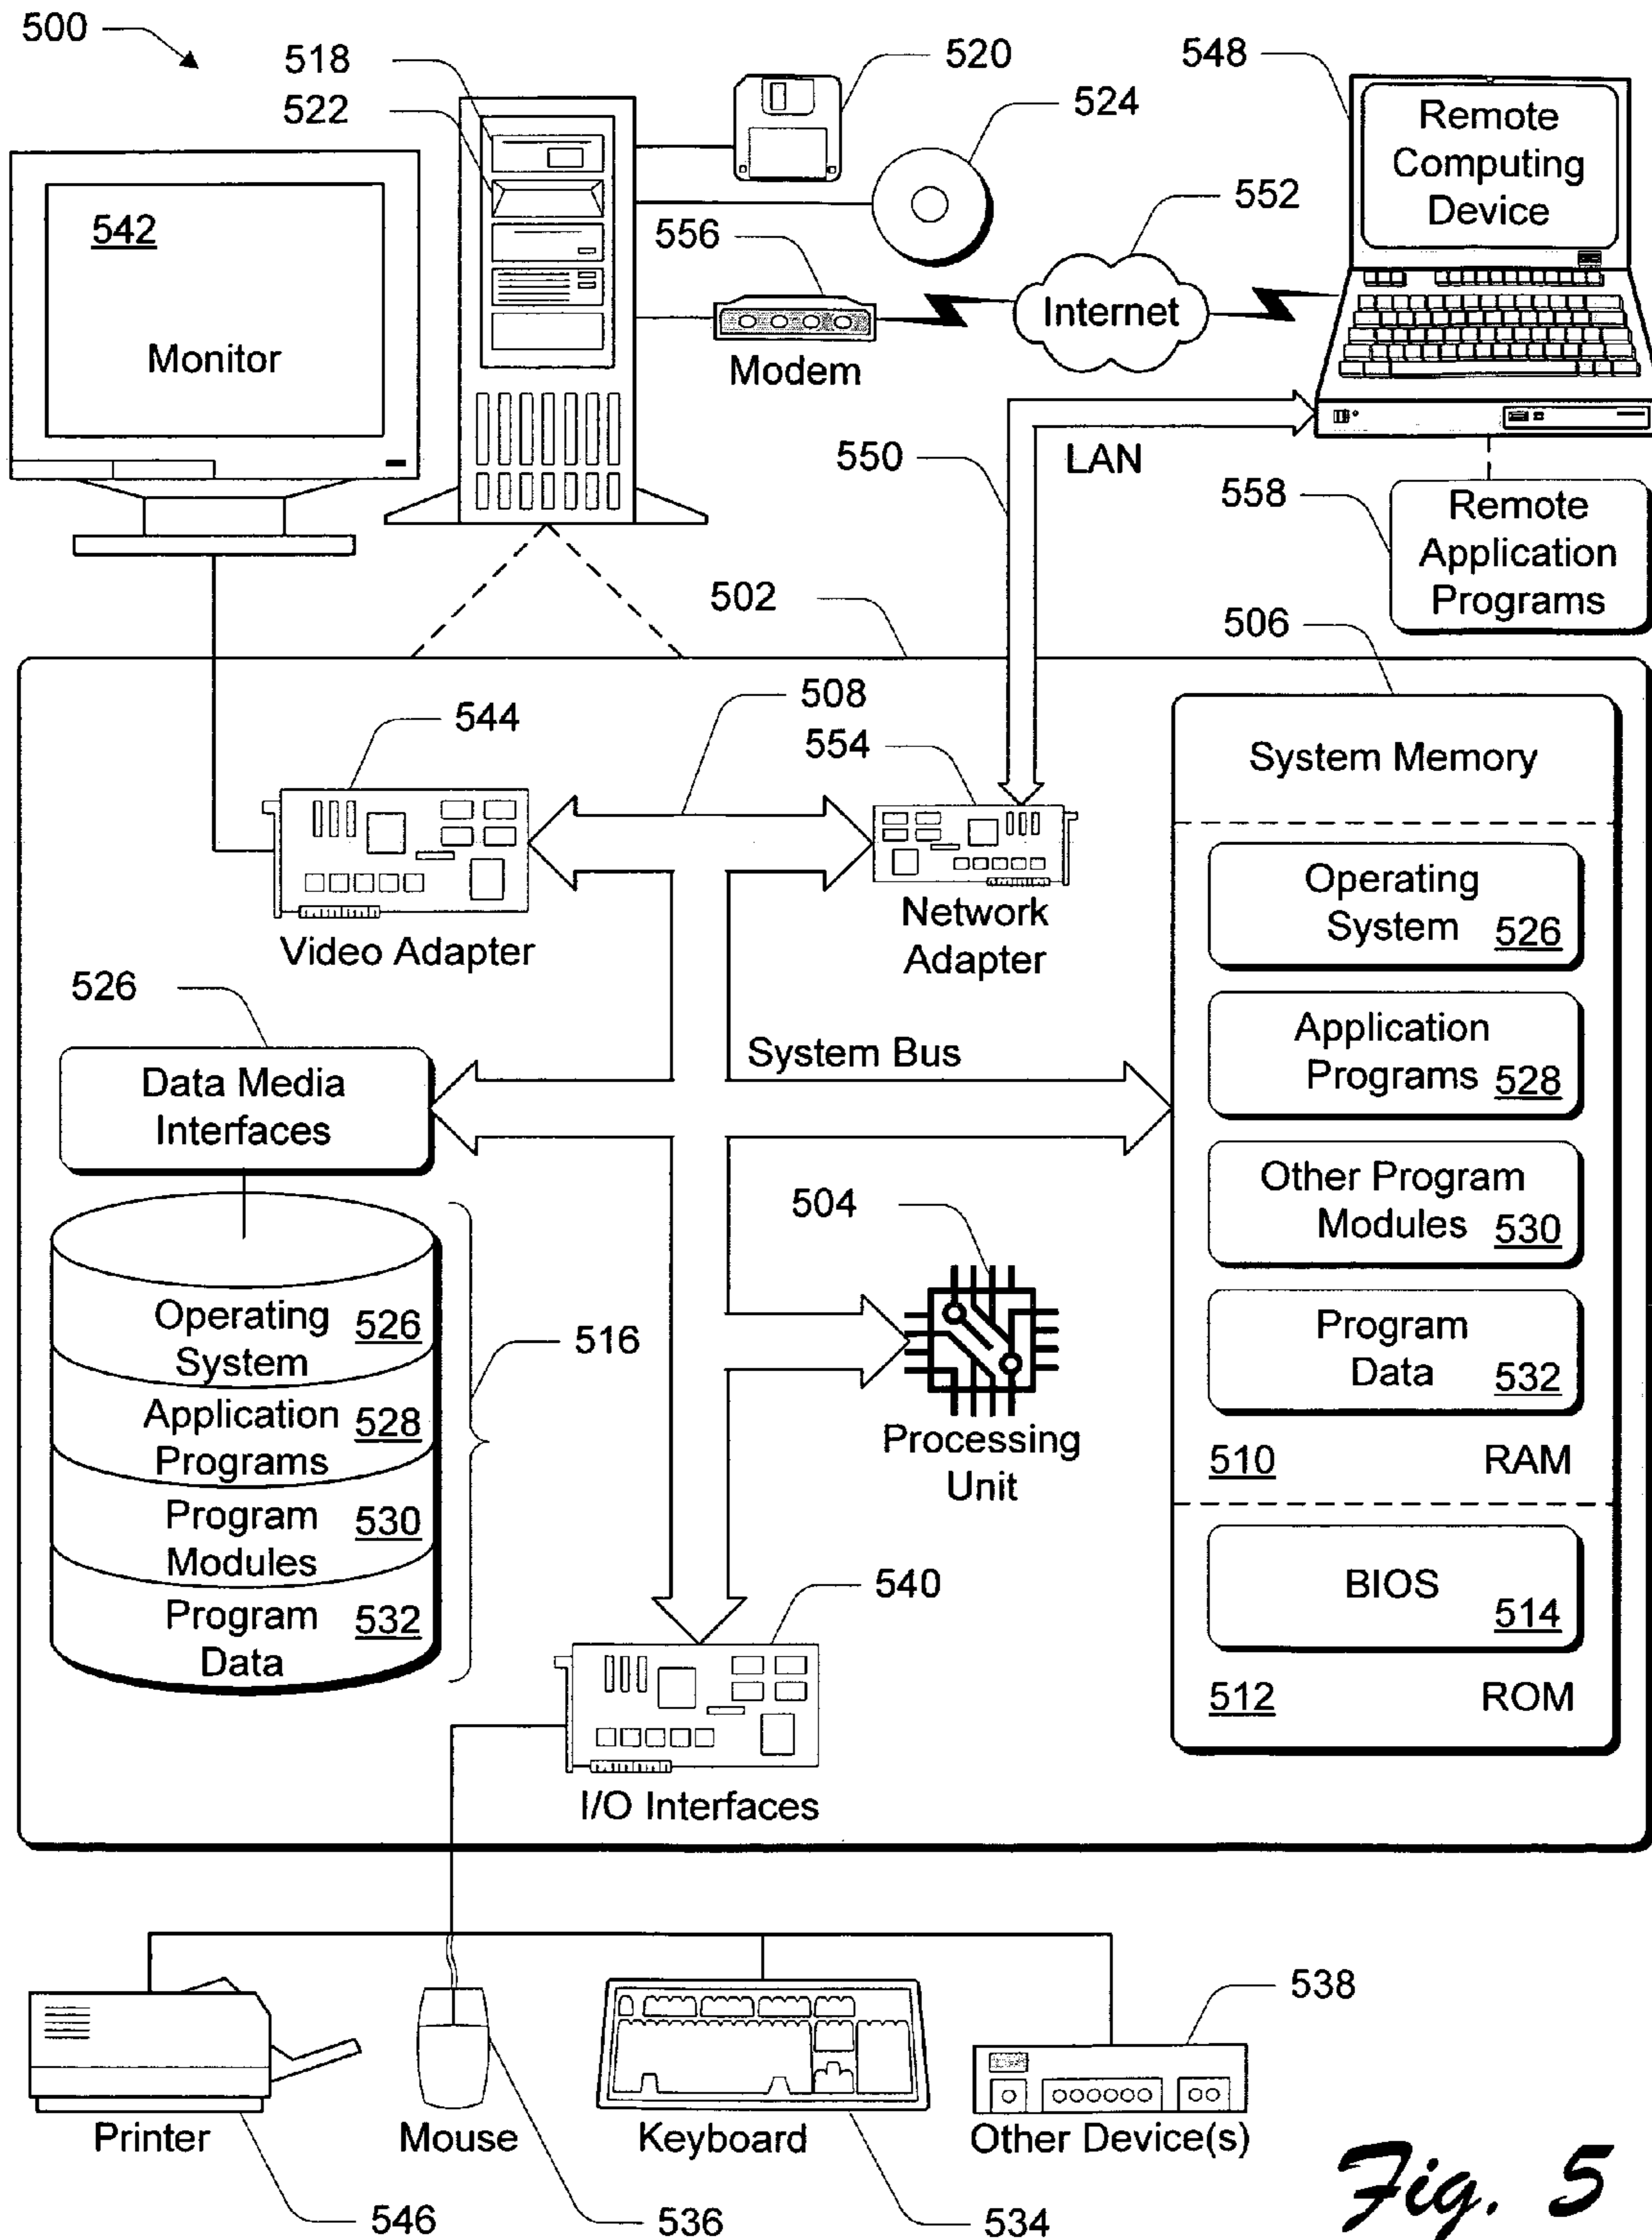 500
518
522
520
524
548
Remote
Computing
Device
542
Monitor
556
Modem
552
Internet
550
LAN
558
Remote
Application
Programs
502
506
508
544
554
Video Adapter
Network
Adapter
System Memory
Operating
System 526
Application
Programs 528
Other Program
Modules 530
Program
Data 532
510 RAM
BIOS
514
512 ROM
526
Data Media
Interfaces
System Bus
504
Processing
Unit
Operating
System 526
Application
Programs 528
Program
Modules 530
Program
Data 532
516
540
I/O Interfaces
538
Printer
Mouse
Keyboard
Other Device(s)
546
536
534
Fig. 5